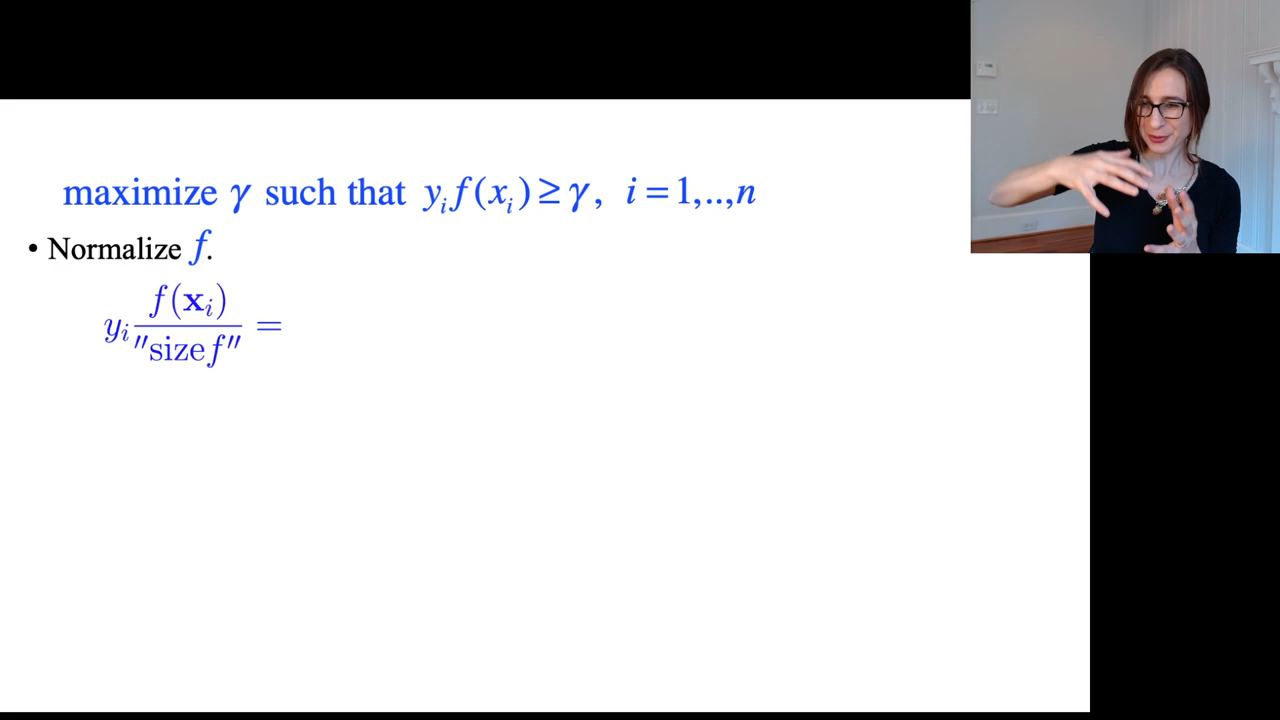 maximize γ such that yᵢf(xᵢ) ≥ γ, i = 1,..,n
• Normalize f.
yᵢ f(𝐱ᵢ) / "size f" =